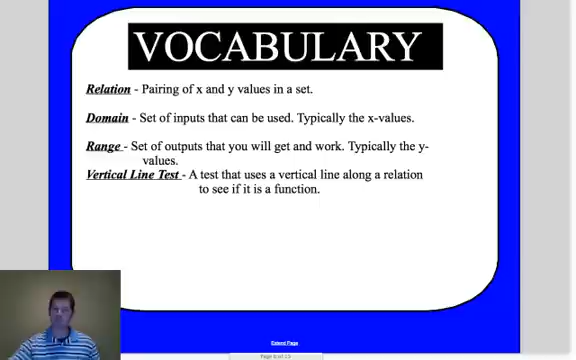 VOCABULARY
Relation - Pairing of x and y values in a set.
Domain - Set of inputs that can be used. Typically the x-values.
Range - Set of outputs that you will get and work. Typically the y-
values.
Vertical Line Test - A test that uses a vertical line along a relation
to see if it is a function.
Extend Page